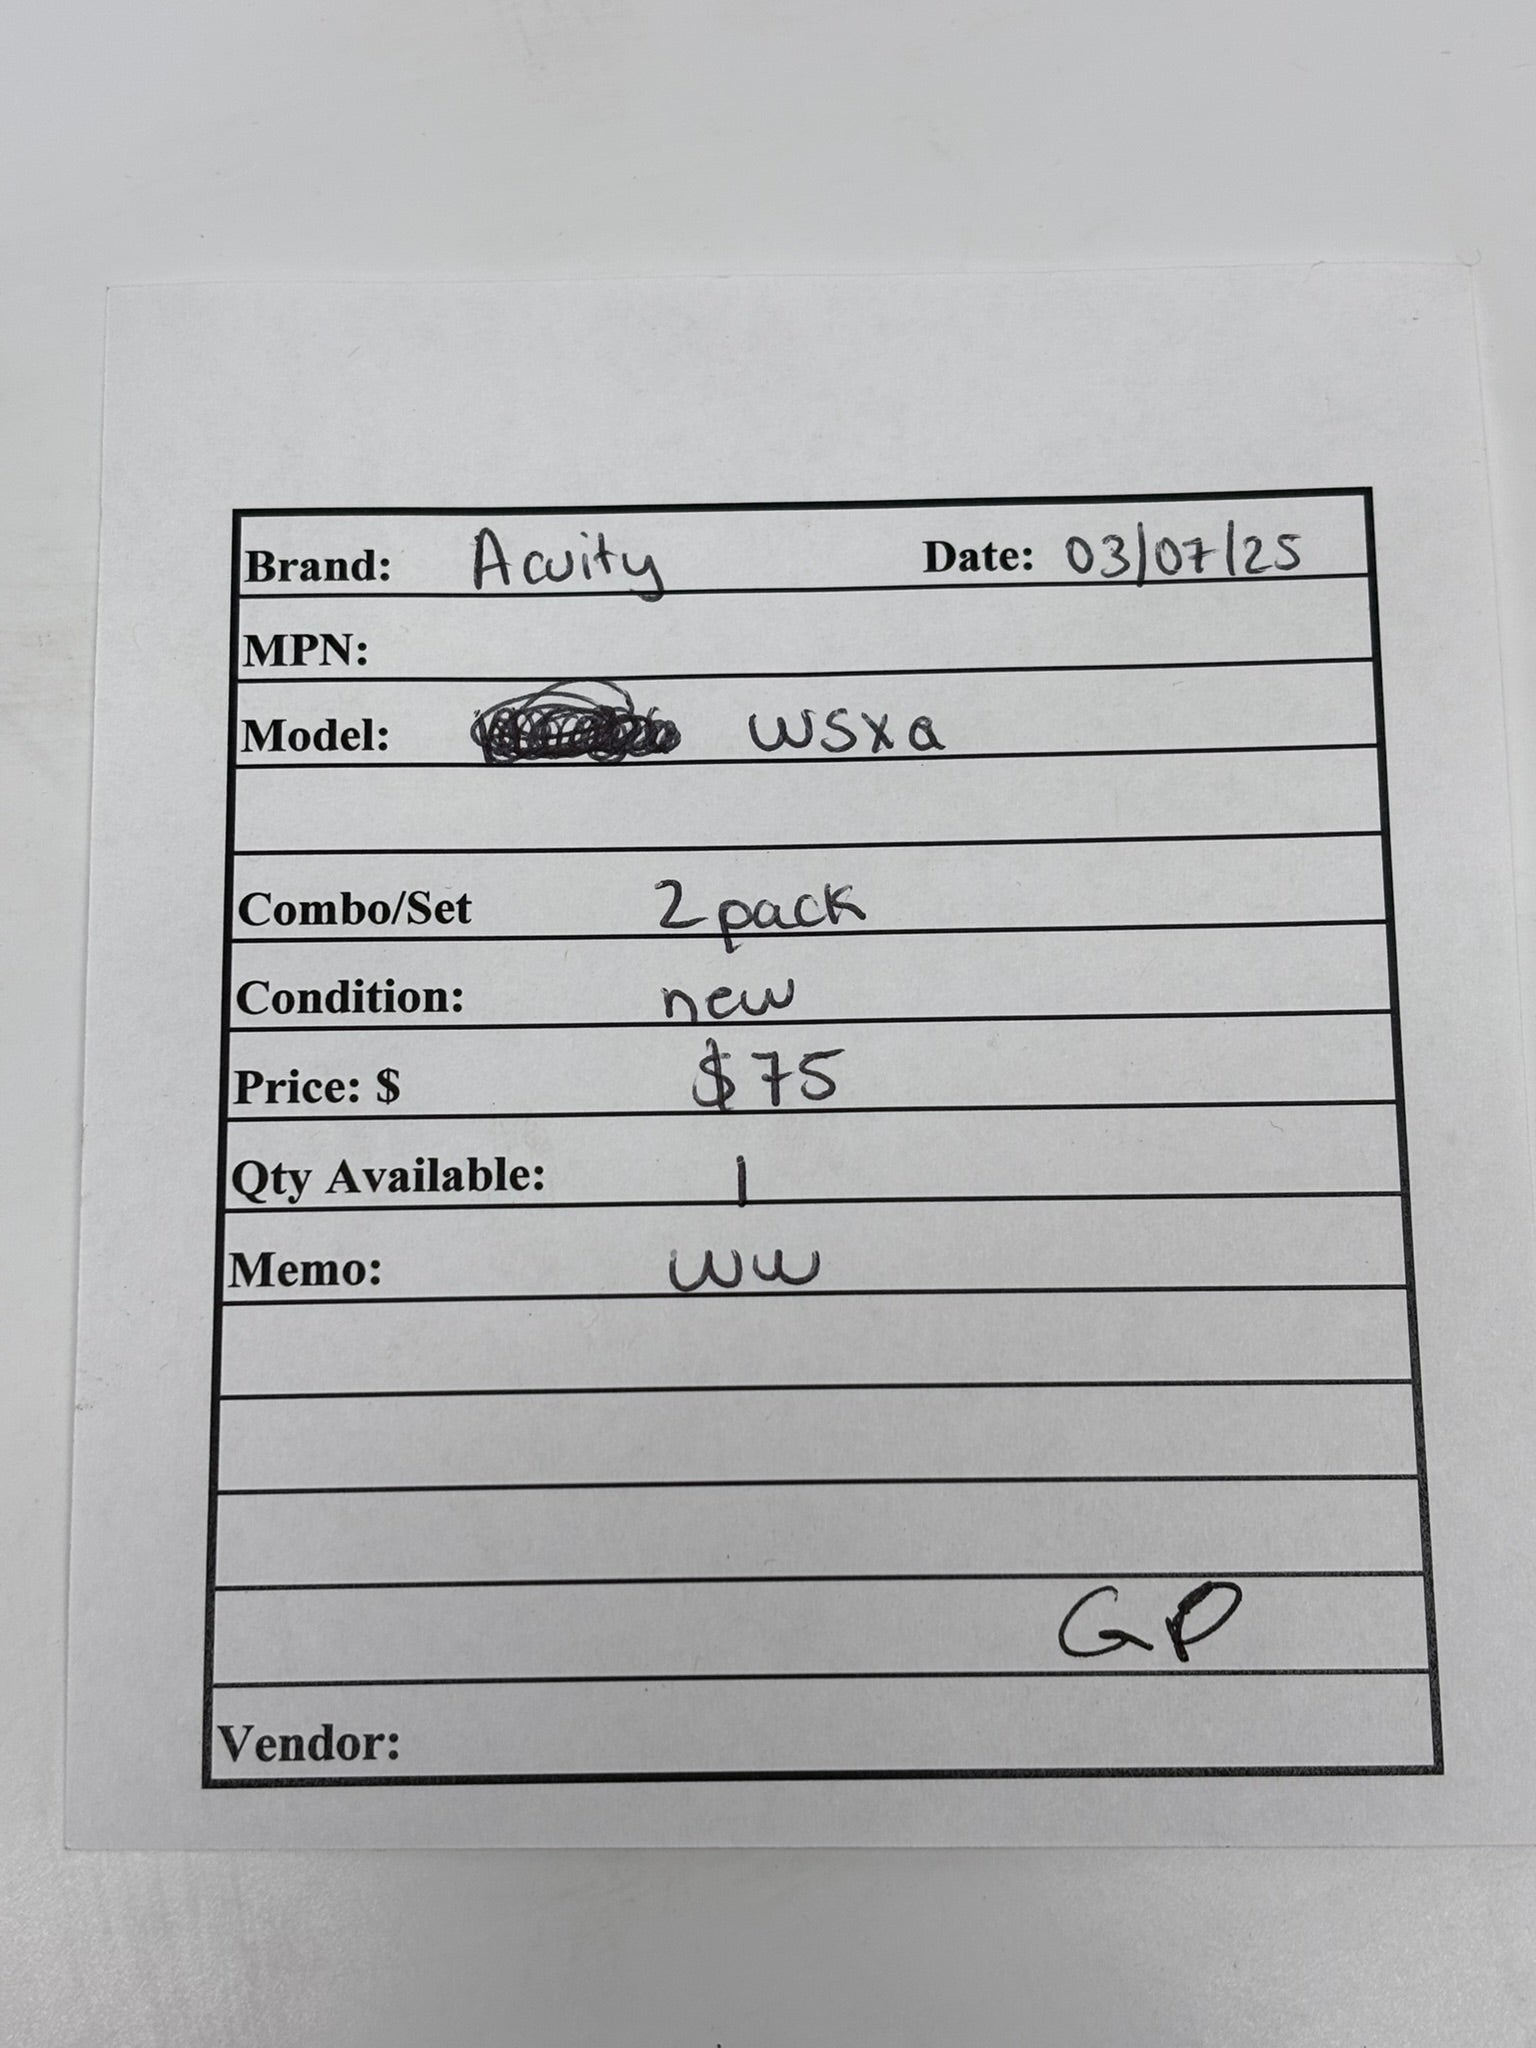 Brand: Acuity Date: 03/07/25
MPN:
Model: WSXa
Combo/Set 2 pack
Condition: new
Price: $ $75
Qty Available: 1
Memo: WW
GP
Vendor: